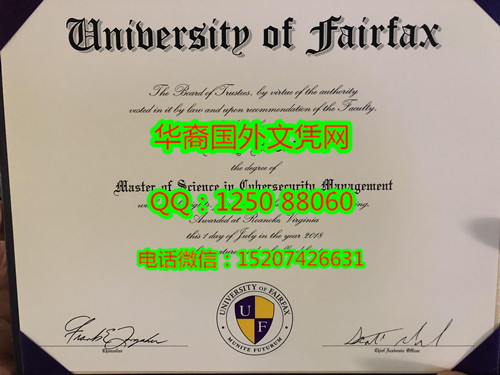 University of Fairfax
The Board of Trustees, by virtue of the authority
vested in it by law and upon recommendation of the Faculty,
华裔国外文凭网
the degree of
Master of Science in Cybersecurity Management
QQ：1250 88060
Awarded at Roanoke, Virginia
this 1 day of July in the year 2018
电话微信：15207426631
UNIVERSITY OF FAIRFAX
UF
MUNITE FUTURUM
Chancellor
Chief Academic Officer